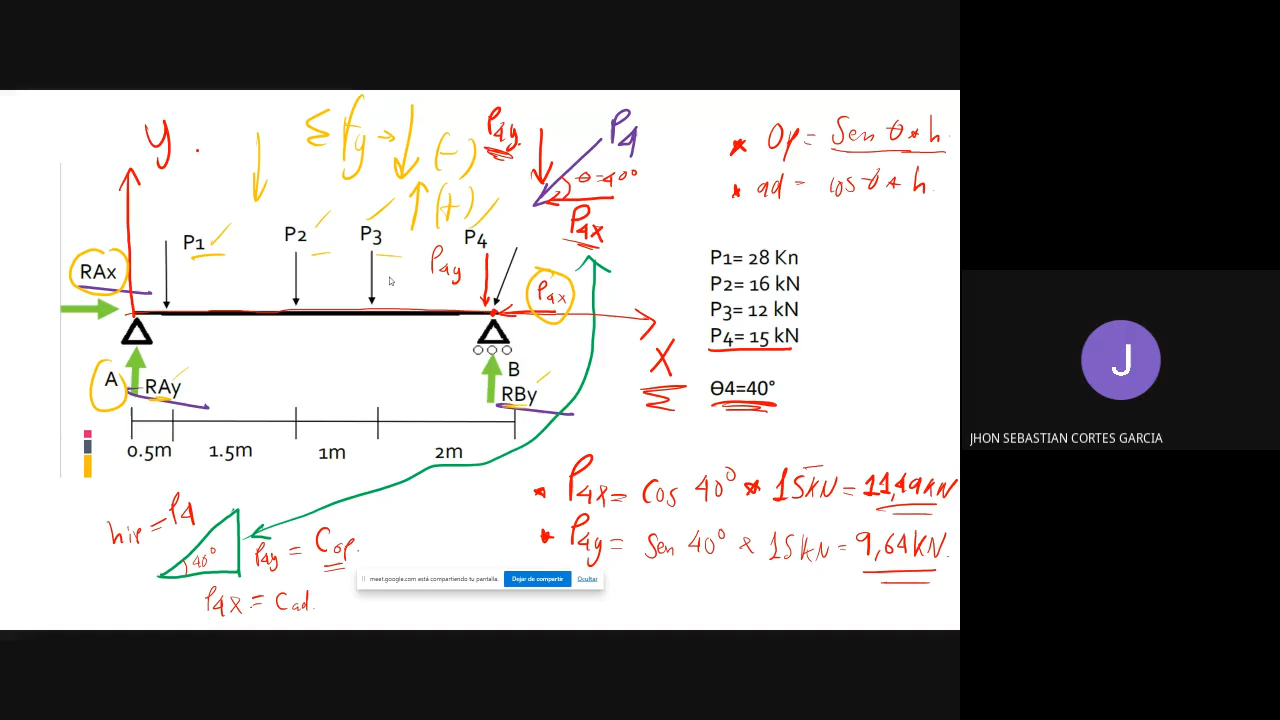 y.
Σ Fy → (-)
(+)
P4y
P4
θ=40°
P4x
* Op = Sen θ * h.
* ad = cos θ * h.
RAx
P1
P2
P3
P4
P4y
P4x
P1= 28 Kn
P2= 16 kN
P3= 12 kN
P4= 15 kN
Ѳ4=40°
X
A
RAy
B
RBy
0.5m
1.5m
1m
2m
hip = P4
40°
P4y = Cop.
P4x = Cad.
* P4x = Cos 40° * 15KN = 11,49KN
* P4y = Sen 40° * 15KN = 9,64KN.
meet.google.com está compartiendo tu pantalla.
Dejar de compartir
Ocultar
J
JHON SEBASTIAN CORTES GARCIA